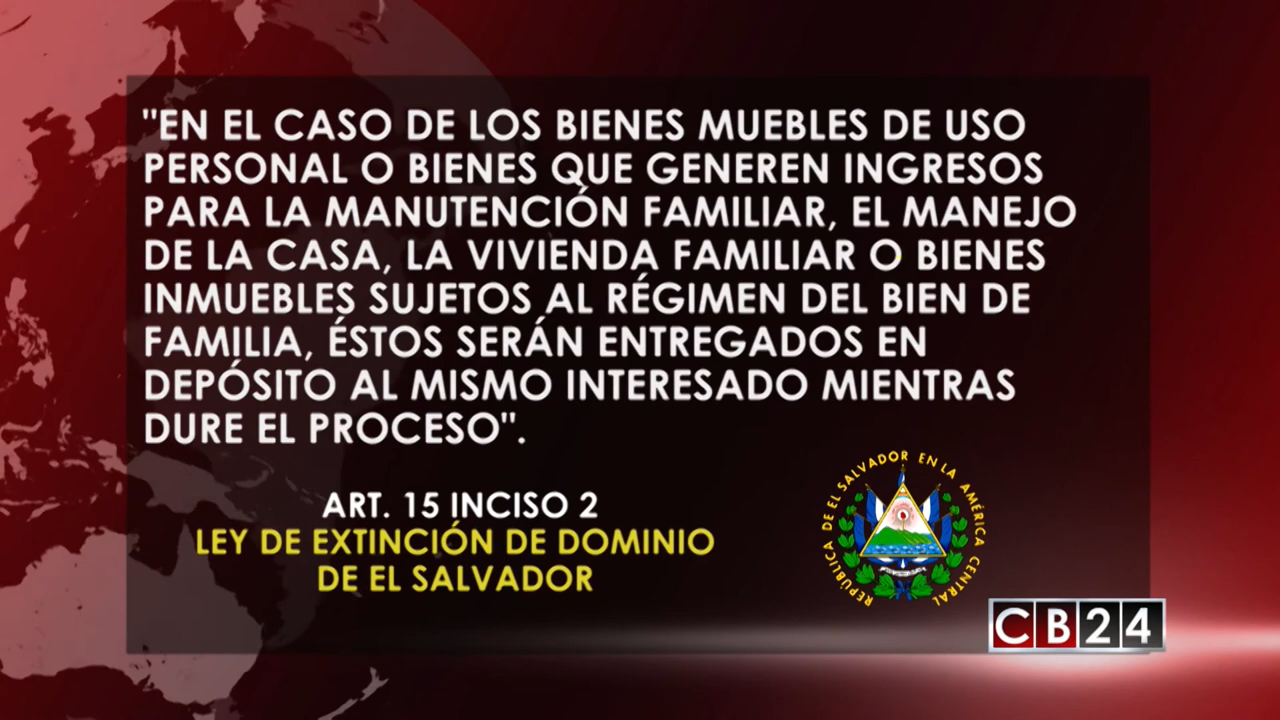 "EN EL CASO DE LOS BIENES MUEBLES DE USO
PERSONAL O BIENES QUE GENEREN INGRESOS
PARA LA MANUTENCIÓN FAMILIAR, EL MANEJO
DE LA CASA, LA VIVIENDA FAMILIAR O BIENES
INMUEBLES SUJETOS AL RÉGIMEN DEL BIEN DE
FAMILIA, ÉSTOS SERÁN ENTREGADOS EN
DEPÓSITO AL MISMO INTERESADO MIENTRAS
DURE EL PROCESO".
ART. 15 INCISO 2
LEY DE EXTINCIÓN DE DOMINIO
DE EL SALVADOR
REPÚBLICA DE EL SALVADOR EN LA AMÉRICA CENTRAL
CB24